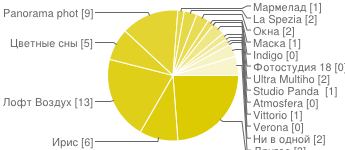 Panorama phot [9]
Цветные сны [5]
Лофт Воздух [13]
Ирис [6]
Мармелад [1]
La Spezia [2]
Окна [2]
Маска [1]
Indigo [0]
Фотостудия 18 [0]
Ultra Multiho [2]
Studio Panda [1]
Atmosfera [0]
Vittorio [1]
Verona [0]
Ни в одной [2]